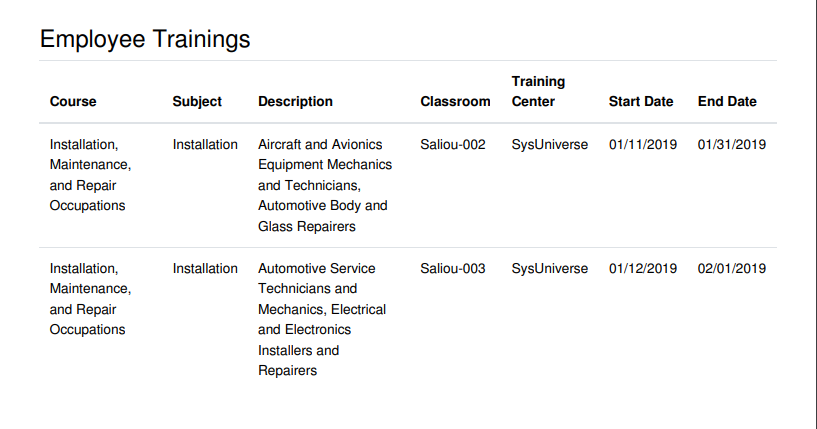 Employee Trainings
Course Subject Description Classroom Training Center Start Date End Date
Installation, Installation Aircraft and Avionics Saliou-002 SysUniverse 01/11/2019 01/31/2019
Maintenance, Equipment Mechanics
and Repair and Technicians,
Occupations Automotive Body and
Glass Repairers
Installation, Installation Automotive Service Saliou-003 SysUniverse 01/12/2019 02/01/2019
Maintenance, Technicians and
and Repair Mechanics, Electrical
Occupations and Electronics
Installers and
Repairers